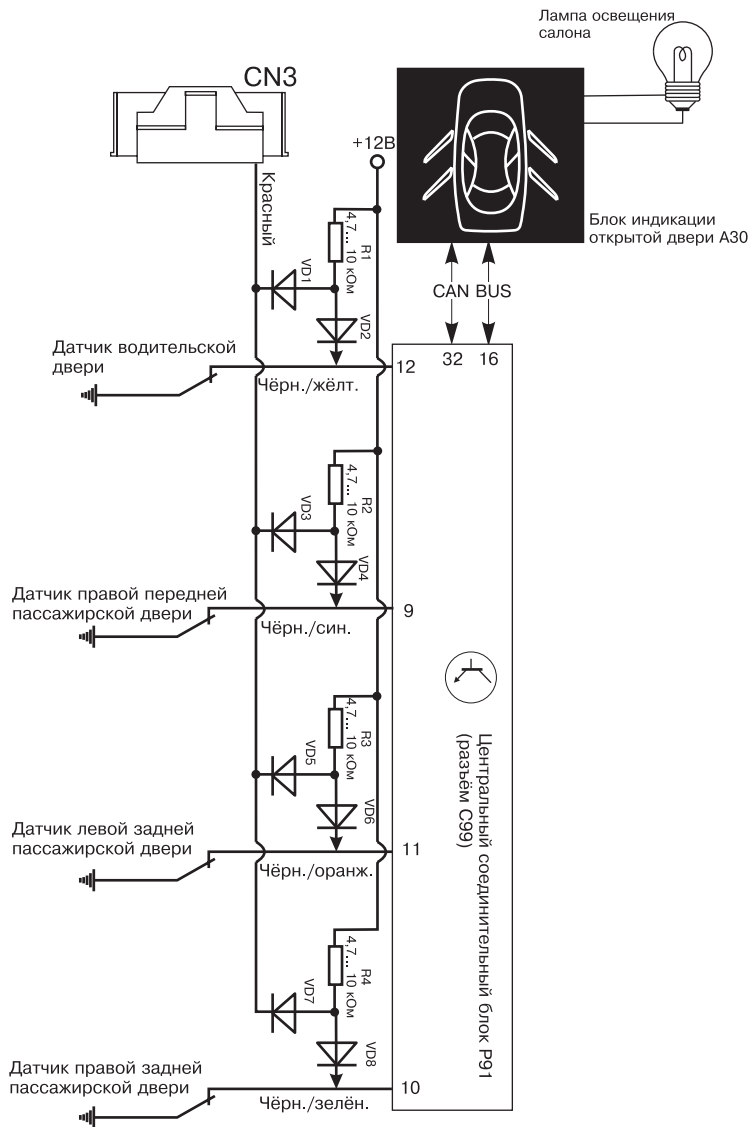 Лампа освещения
салона
CN3
+12В
Красный
4,7... 10 кОм
R1
VD1
VD2
Блок индикации
открытой двери А30
CAN BUS
Датчик водительской
двери
12
32
16
Чёрн./жёлт.
4,7... 10 кОм
R2
VD3
VD4
Датчик правой передней
пассажирской двери
9
Чёрн./син.
4,7... 10 кОм
R3
VD5
VD6
Центральный соединительный блок P91
(разъём С99)
Датчик левой задней
пассажирской двери
11
Чёрн./оранж.
4,7... 10 кОм
R4
VD7
VD8
Датчик правой задней
пассажирской двери
10
Чёрн./зелён.